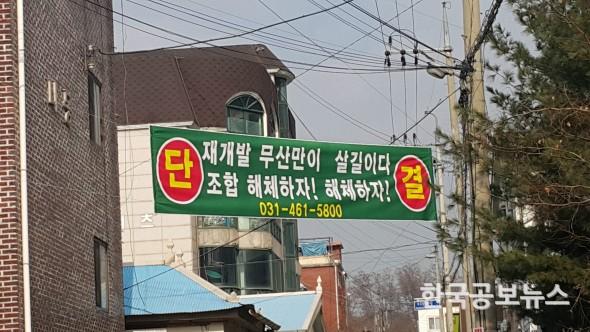 단 결
재개발 무산만이 살길이다
조합 해체하자! 해체하자!
031-461-5800
한국공보뉴스